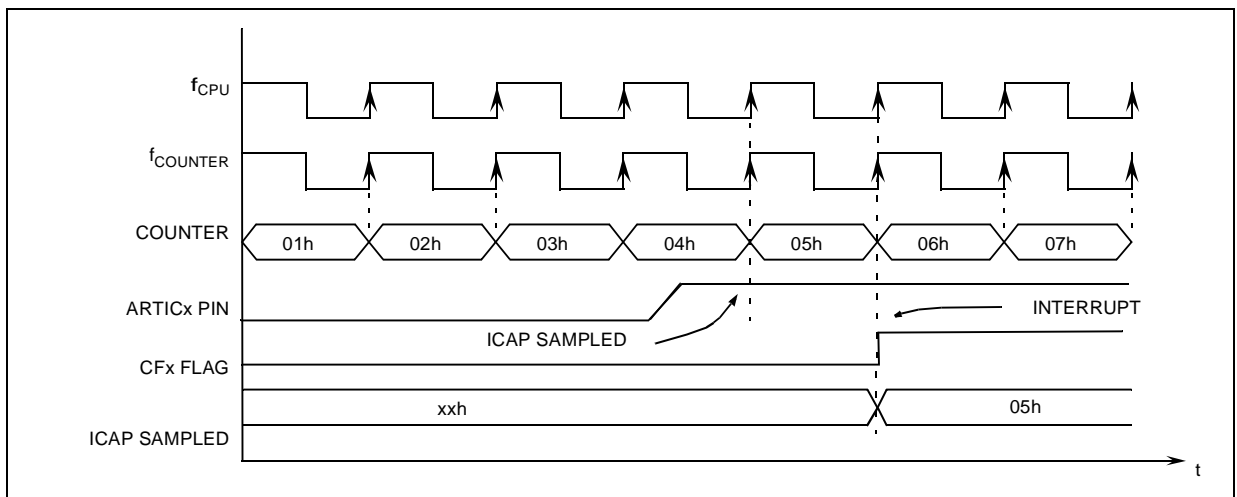 fCPU
fCOUNTER
COUNTER
01h 02h 03h 04h 05h 06h 07h
ARTICx PIN
INTERRUPT
ICAP SAMPLED
CFx FLAG
xxh 05h
ICAP SAMPLED
t